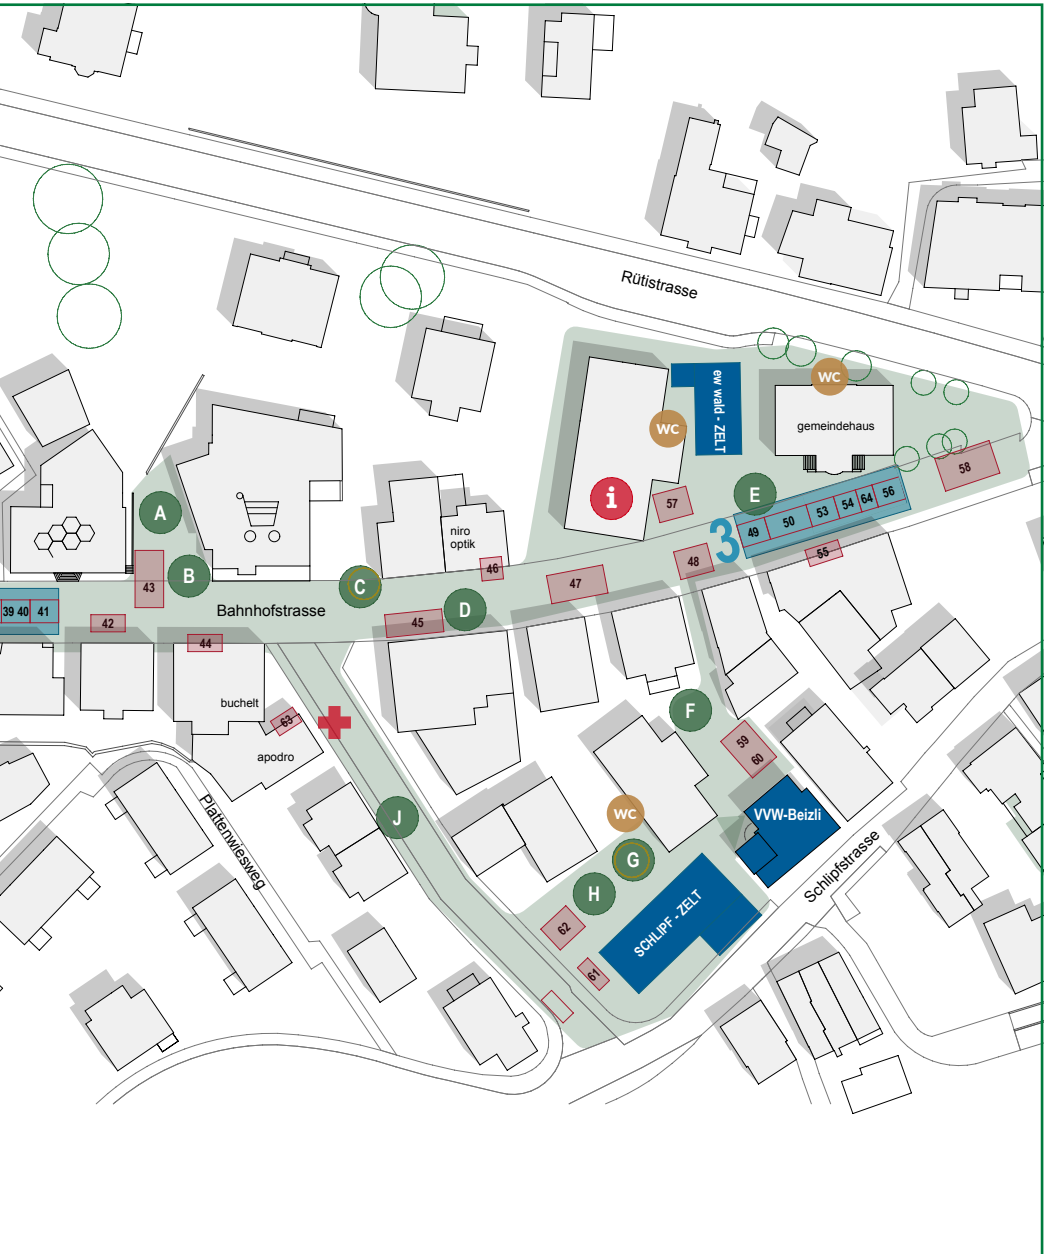 Rütistrasse
WC
ew wald - ZELT
WC
gemeindehaus
i
57
E
58
3
49
50
53
54
64
56
55
48
A
B
43
niro
optik
46
C
47
D
45
39
40
41
42
Bahnhofstrasse
44
buchelt
63
apodro
F
59
60
VVW-Beizli
WC
J
G
H
62
61
SCHLIPF - ZELT
Plattenwiesweg
Schlipfstrasse